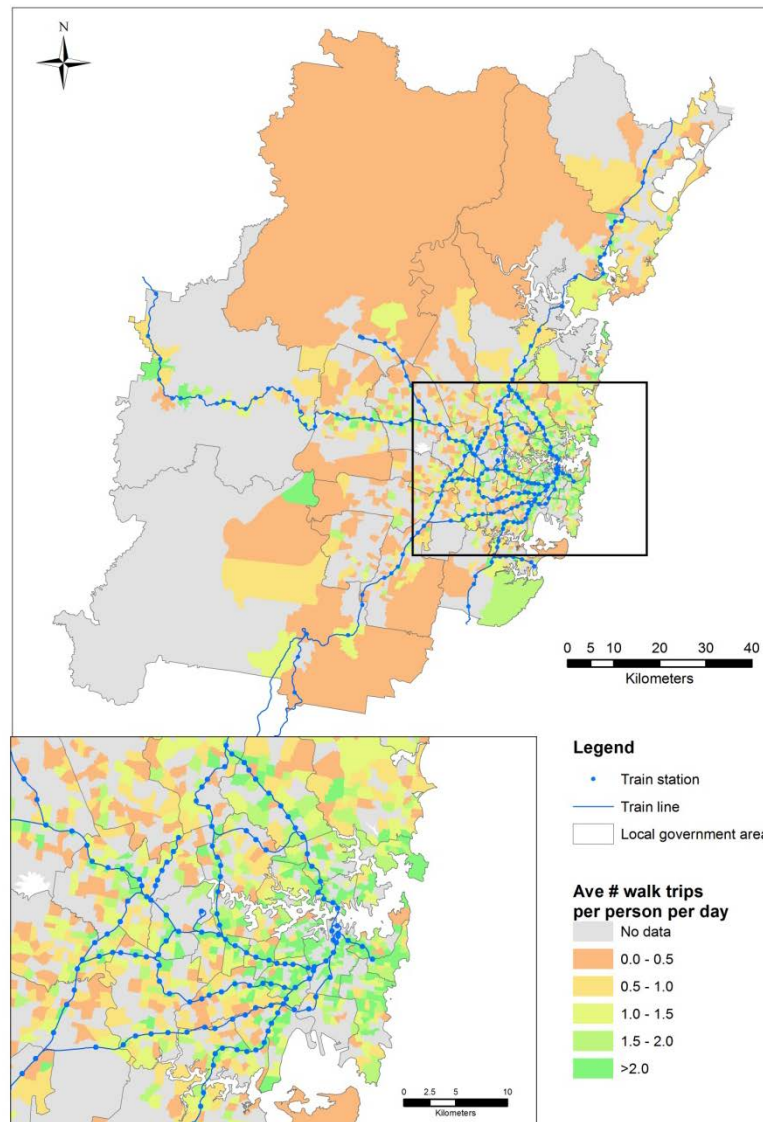 N
0 5 10 20 30 40
Kilometers
Legend
Train station
Train line
Local government area
Ave # walk trips
per person per day
No data
0.0 - 0.5
0.5 - 1.0
1.0 - 1.5
1.5 - 2.0
>2.0
0 2.5 5 10
Kilometers